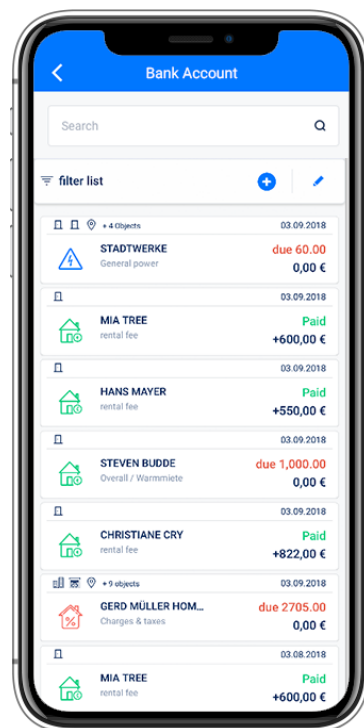 Bank Account
Search
filter list
+ 4 Objects 03.09.2018
STADTWERKE due 60.00
General power 0,00 €
03.09.2018
MIA TREE Paid
rental fee +600,00 €
03.09.2018
HANS MAYER Paid
rental fee +550,00 €
03.09.2018
STEVEN BUDDE due 1,000.00
Overall / Warmmiete 0,00 €
03.09.2018
CHRISTIANE CRY Paid
rental fee +822,00 €
+ 9 objects 03.09.2018
GERD MÜLLER HOM... due 2705.00
Charges & taxes 0,00 €
03.08.2018
MIA TREE Paid
rental fee +600,00 €